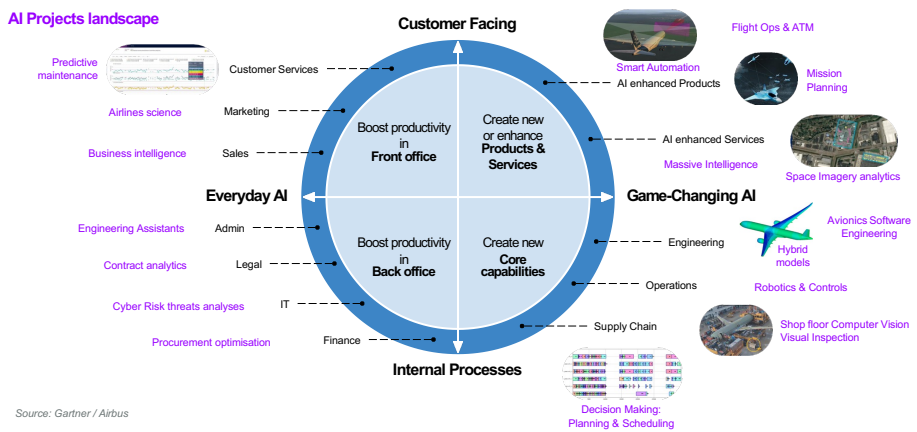 AI Projects landscape
Customer Facing
Flight Ops & ATM
Smart Automation
Predictive
maintenance
Customer Services
AI enhanced Products
Mission
Planning
Airlines science
Marketing
Boost productivity
in
Front office
Create new
or enhance
Products &
Services
AI enhanced Services
Business intelligence
Sales
Massive Intelligence
Space Imagery analytics
Everyday AI
Game-Changing AI
Engineering Assistants
Admin
Boost productivity
in
Back office
Create new
Core
capabilities
Engineering
Hybrid
models
Avionics Software
Engineering
Contract analytics
Legal
Operations
Robotics & Controls
Cyber Risk threats analyses
IT
Supply Chain
Shop floor Computer Vision
Visual Inspection
Procurement optimisation
Finance
Internal Processes
Decision Making:
Planning & Scheduling
Source: Gartner / Airbus